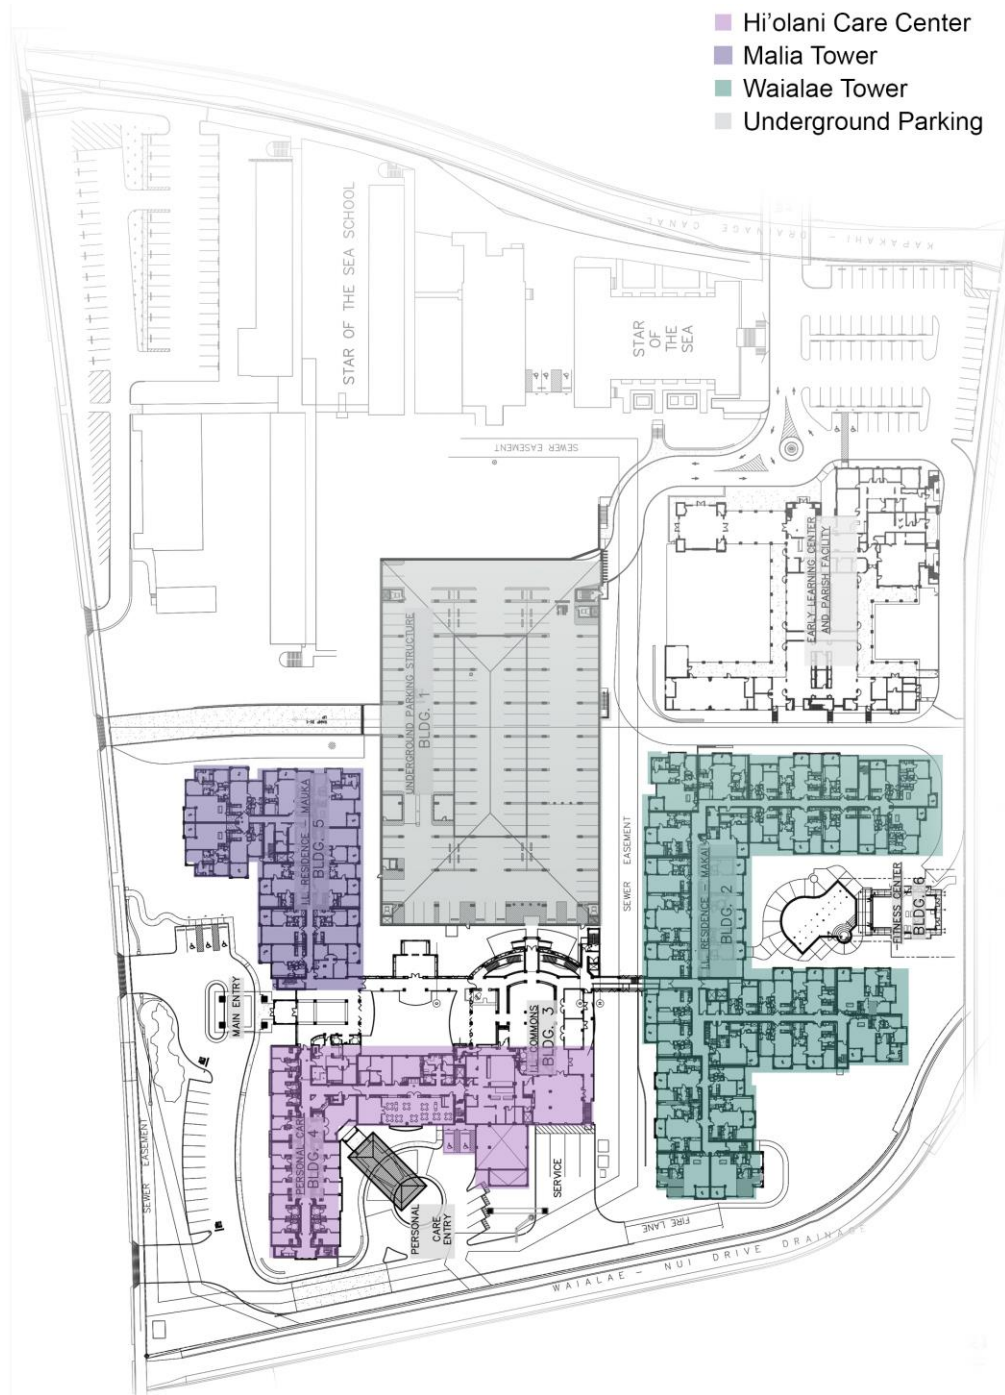 Hi'olani Care Center
Malia Tower
Waialae Tower
Underground Parking
KAPAKAHI - DRAINAGE CANAL
STAR OF THE SEA SCHOOL
STAR
OF
THE
SEA
SEWER EASEMENT
EARLY LEARNING CENTER
AND PARISH FACILITY
UNDERGROUND PARKING STRUCTURE
BLDG. 1
I.L. RESIDENCE - MAUKA
BLDG. 5
SEWER EASEMENT
I.L. RESIDENCE - MAKAI
BLDG. 2
FITNESS CENTER
BLDG. 6
MAIN ENTRY
I.L. COMMONS
BLDG. 3
SEWER EASEMENT
PERSONAL CARE
BLDG. 4
PERSONAL
CARE
ENTRY
SERVICE
FIRE LANE
WAIALAE - NUI DRIVE DRAINAGE